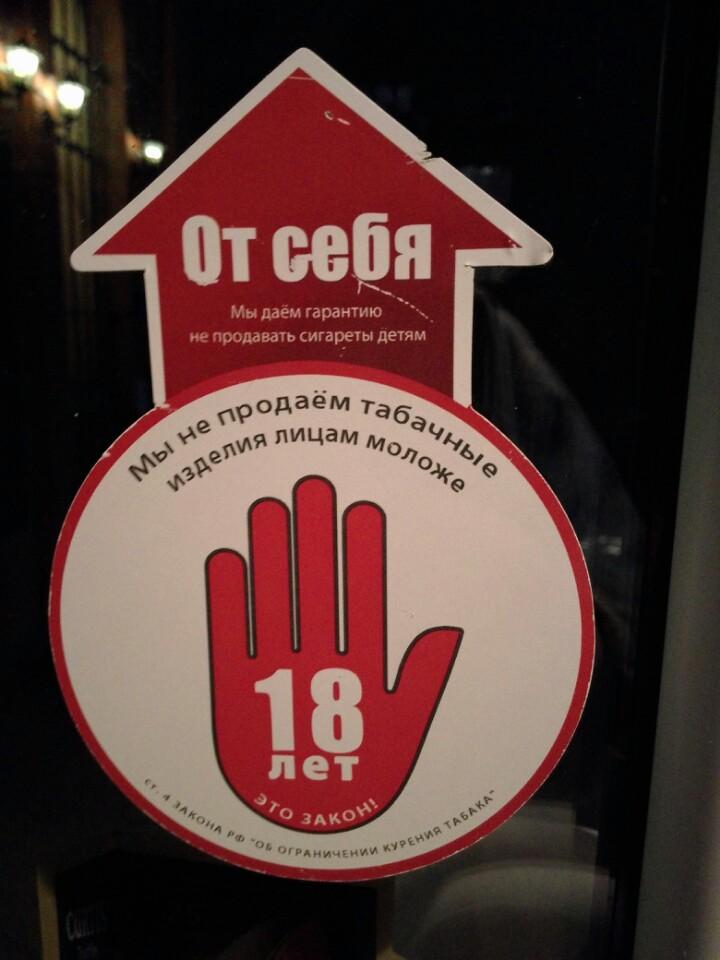 От себя
Мы даём гарантию
не продавать сигареты детям
Мы не продаём табачные
изделия лицам моложе
18
лет
ЭТО ЗАКОН!
ст. 4 ЗАКОНА РФ "ОБ ОГРАНИЧЕНИИ КУРЕНИЯ ТАБАКА"